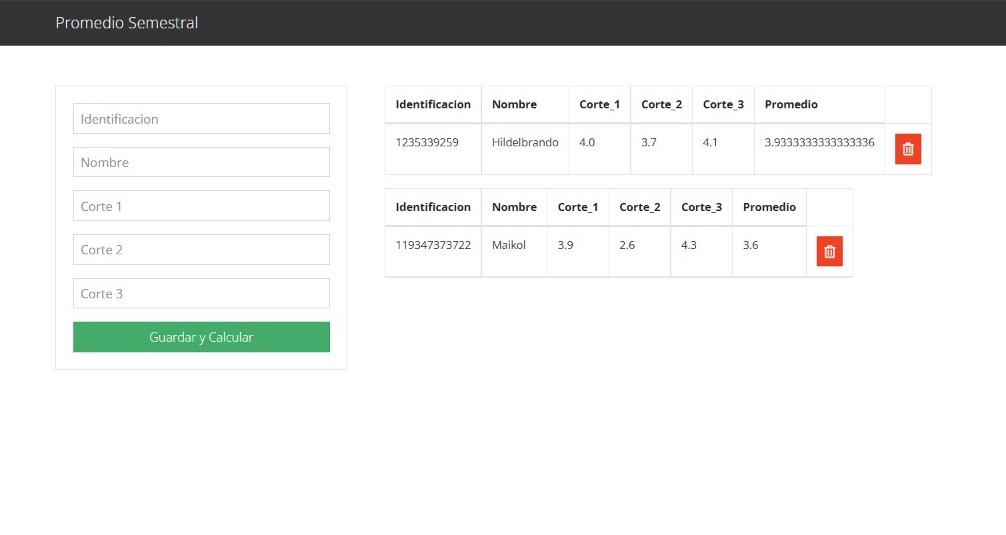 Promedio Semestral
Identificacion
Nombre
Corte 1
Corte 2
Corte 3
Guardar y Calcular
Identificacion Nombre Corte_1 Corte_2 Corte_3 Promedio
1235339259 Hildelbrando 4.0 3.7 4.1 3.9333333333333336
Identificacion Nombre Corte_1 Corte_2 Corte_3 Promedio
119347373722 Maikol 3.9 2.6 4.3 3.6